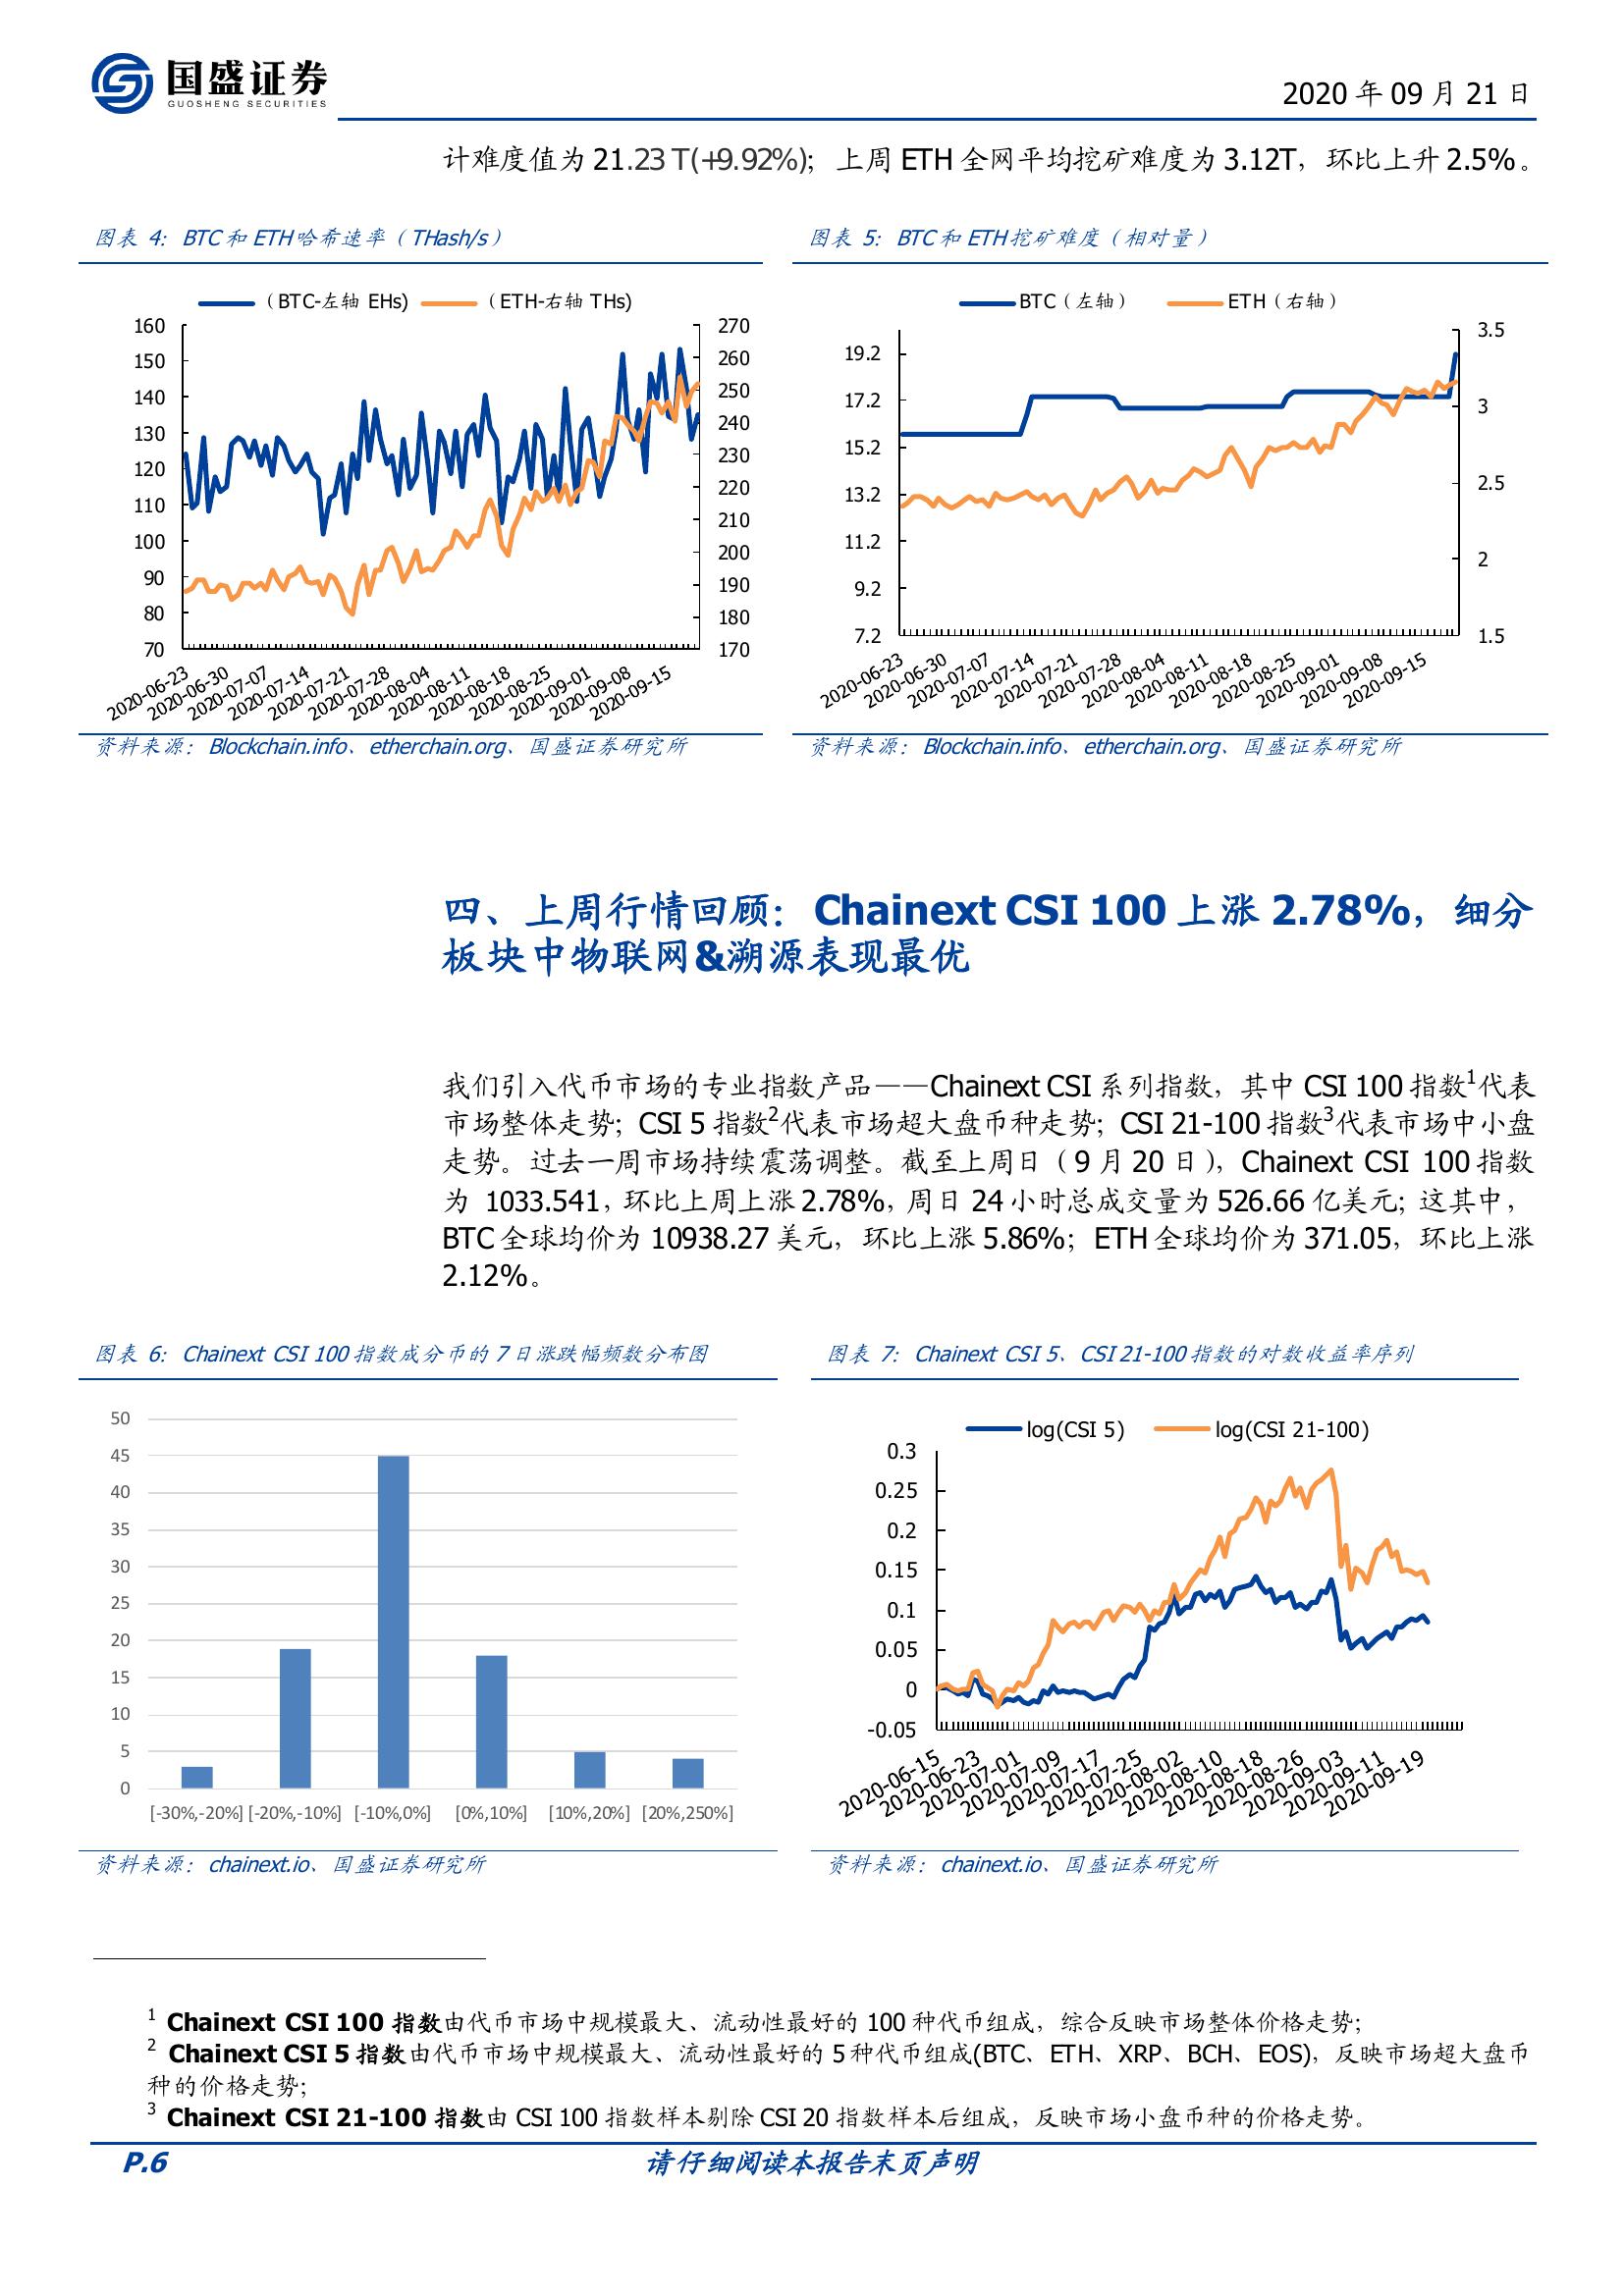 国盛证券
GUOSHENG SECURITIES
2020 年 09 月 21 日
计难度值为 21.23 T(+9.92%)；上周 ETH 全网平均挖矿难度为 3.12T，环比上升 2.5%。
图表 4：BTC 和 ETH 哈希速率（THash/s）
（BTC-左轴 EHs)
（ETH-右轴 THs)
160
150
140
130
120
110
100
90
80
70
270
260
250
240
230
220
210
200
190
180
170
2020-06-23
2020-06-30
2020-07-07
2020-07-14
2020-07-21
2020-07-28
2020-08-04
2020-08-11
2020-08-18
2020-08-25
2020-09-01
2020-09-08
2020-09-15
资料来源：Blockchain.info、etherchain.org、国盛证券研究所
图表 5：BTC 和 ETH 挖矿难度（相对量）
BTC（左轴）
ETH（右轴）
19.2
17.2
15.2
13.2
11.2
9.2
7.2
3.5
3
2.5
2
1.5
2020-06-23
2020-06-30
2020-07-07
2020-07-14
2020-07-21
2020-07-28
2020-08-04
2020-08-11
2020-08-18
2020-08-25
2020-09-01
2020-09-08
2020-09-15
资料来源：Blockchain.info、etherchain.org、国盛证券研究所
四、上周行情回顾：Chainext CSI 100 上涨 2.78%，细分
板块中物联网&溯源表现最优
我们引入代币市场的专业指数产品——Chainext CSI 系列指数，其中 CSI 100 指数1代表
市场整体走势；CSI 5 指数2代表市场超大盘币种走势；CSI 21-100 指数3代表市场中小盘
走势。过去一周市场持续震荡调整。截至上周日（9 月 20 日），Chainext CSI 100 指数
为 1033.541，环比上周上涨 2.78%，周日 24 小时总成交量为 526.66 亿美元；这其中，
BTC 全球均价为 10938.27 美元，环比上涨 5.86%；ETH 全球均价为 371.05，环比上涨
2.12%。
图表 6：Chainext CSI 100 指数成分币的 7 日涨跌幅频数分布图
50
45
40
35
30
25
20
15
10
5
0
[-30%,-20%] [-20%,-10%] [-10%,0%] [0%,10%] [10%,20%] [20%,250%]
资料来源：chainext.io、国盛证券研究所
图表 7：Chainext CSI 5、CSI 21-100 指数的对数收益率序列
log(CSI 5)
log(CSI 21-100)
0.3
0.25
0.2
0.15
0.1
0.05
0
-0.05
2020-06-15
2020-06-23
2020-07-01
2020-07-09
2020-07-17
2020-07-25
2020-08-02
2020-08-10
2020-08-18
2020-08-26
2020-09-03
2020-09-11
2020-09-19
资料来源：chainext.io、国盛证券研究所
1 Chainext CSI 100 指数由代币市场中规模最大、流动性最好的 100 种代币组成，综合反映市场整体价格走势；
2 Chainext CSI 5 指数由代币市场中规模最大、流动性最好的 5 种代币组成(BTC、ETH、XRP、BCH、EOS)，反映市场超大盘币
种的价格走势；
3 Chainext CSI 21-100 指数由 CSI 100 指数样本剔除 CSI 20 指数样本后组成，反映市场小盘币种的价格走势。
P.6
请仔细阅读本报告末页声明